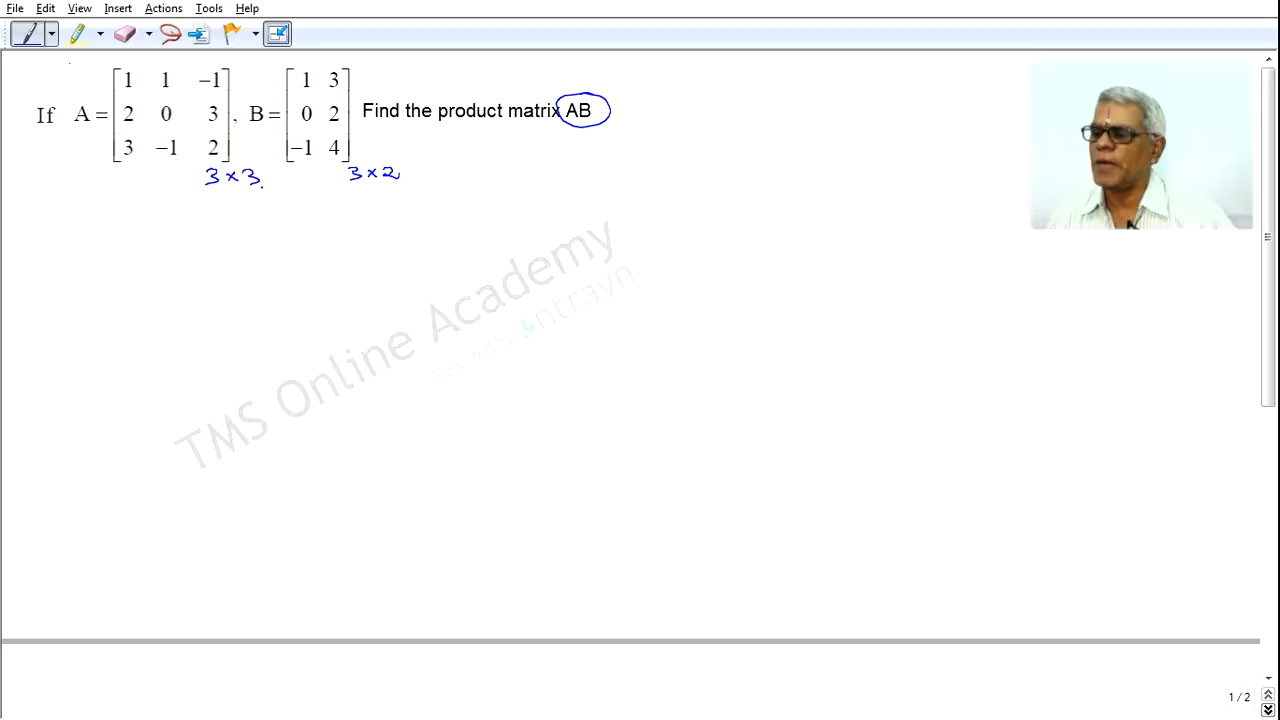 File Edit View Insert Actions Tools Help
If A = [1 1 −1; 2 0 3; 3 −1 2], B = [1 3; 0 2; −1 4] Find the product matrix AB
3 × 3 3 × 2
TMS Online Academy
ntrayn
1 / 2